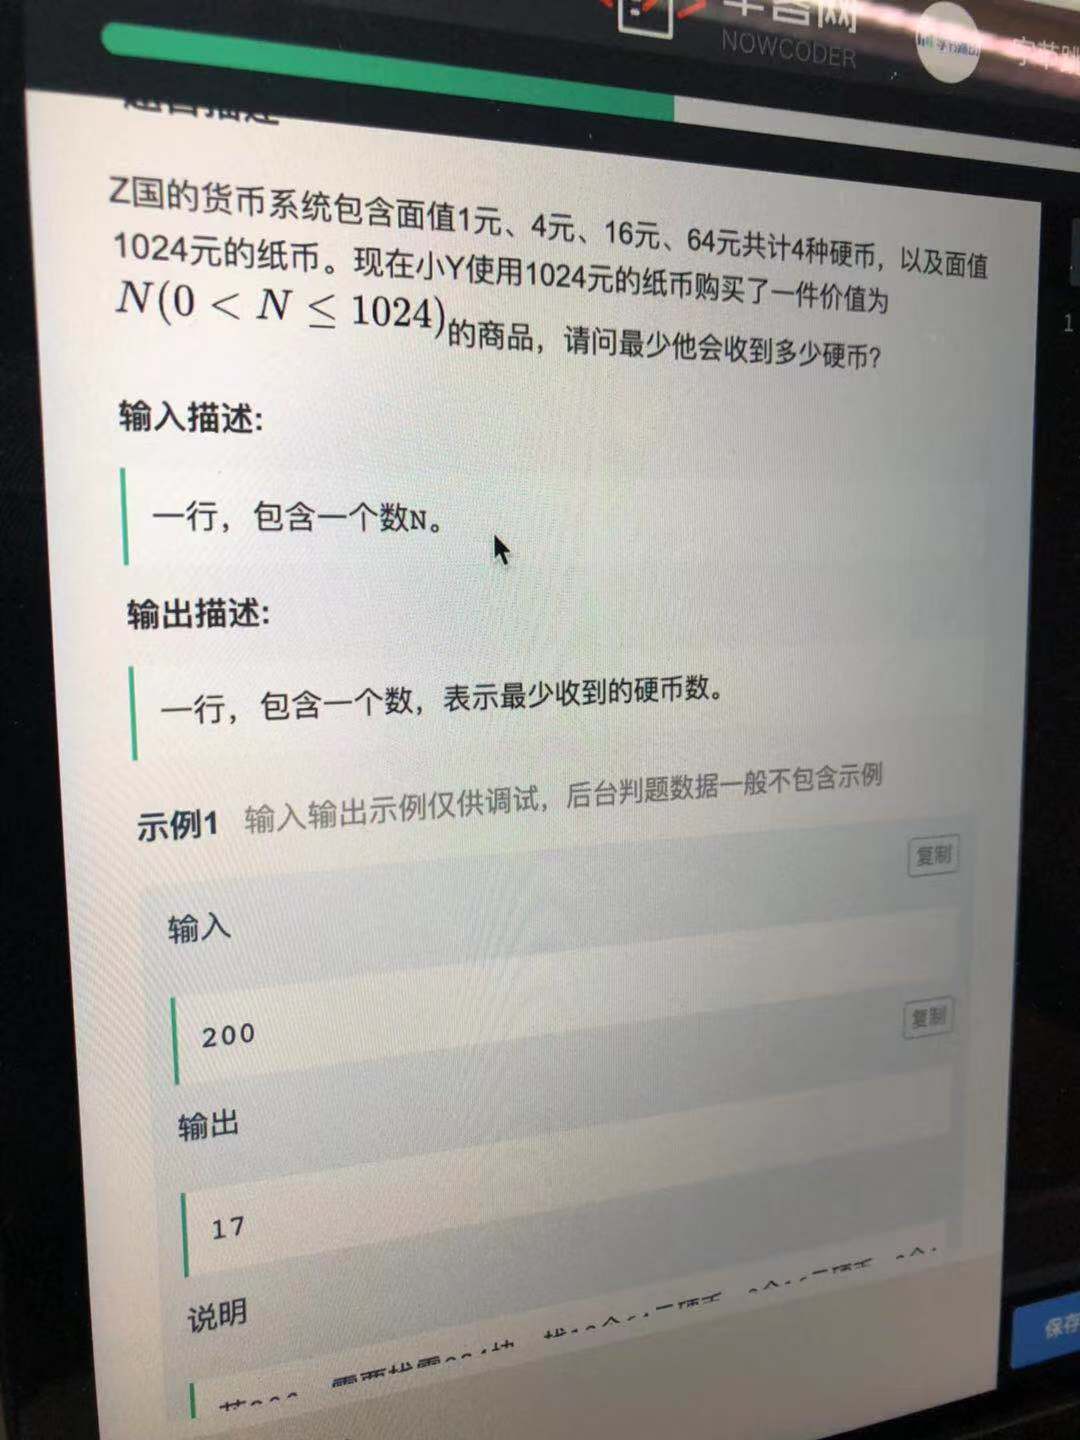 牛客网
NOWCODER
字节跳
题目描述
Z国的货币系统包含面值1元、4元、16元、64元共计4种硬币，以及面值
1024元的纸币。现在小Y使用1024元的纸币购买了一件价值为
N(0 < N ≤ 1024)的商品，请问最少他会收到多少硬币？
1
输入描述:
一行，包含一个数N。
输出描述:
一行，包含一个数，表示最少收到的硬币数。
示例1 输入输出示例仅供调试，后台判题数据一般不包含示例
复制
输入
200
复制
输出
17
说明
保存